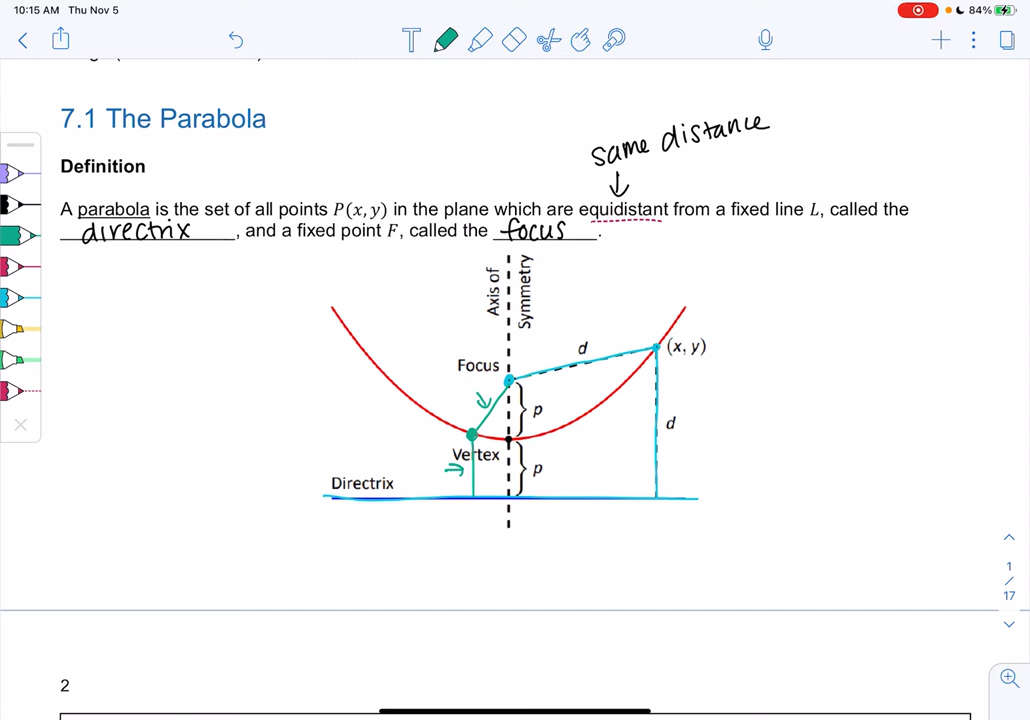 10:15 AM Thu Nov 5
84%
7.1 The Parabola
same distance
Definition
A parabola is the set of all points P(x, y) in the plane which are equidistant from a fixed line L, called the
directrix, and a fixed point F, called the focus.
Axis of
Symmetry
d
(x, y)
Focus
p
d
Vertex
p
Directrix
1
/
17
2